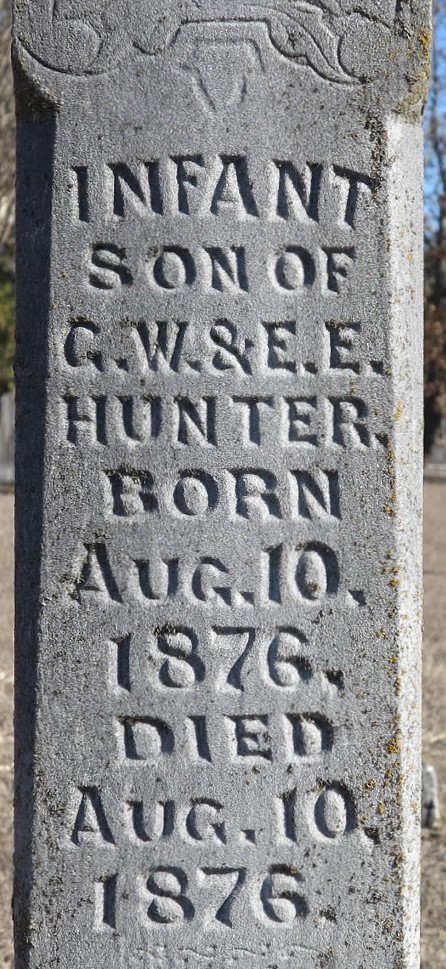 INFANT
SON OF
G.W.&E.E.
HUNTER.
BORN
AUG.10.
1876.
DIED
AUG.10.
1876.